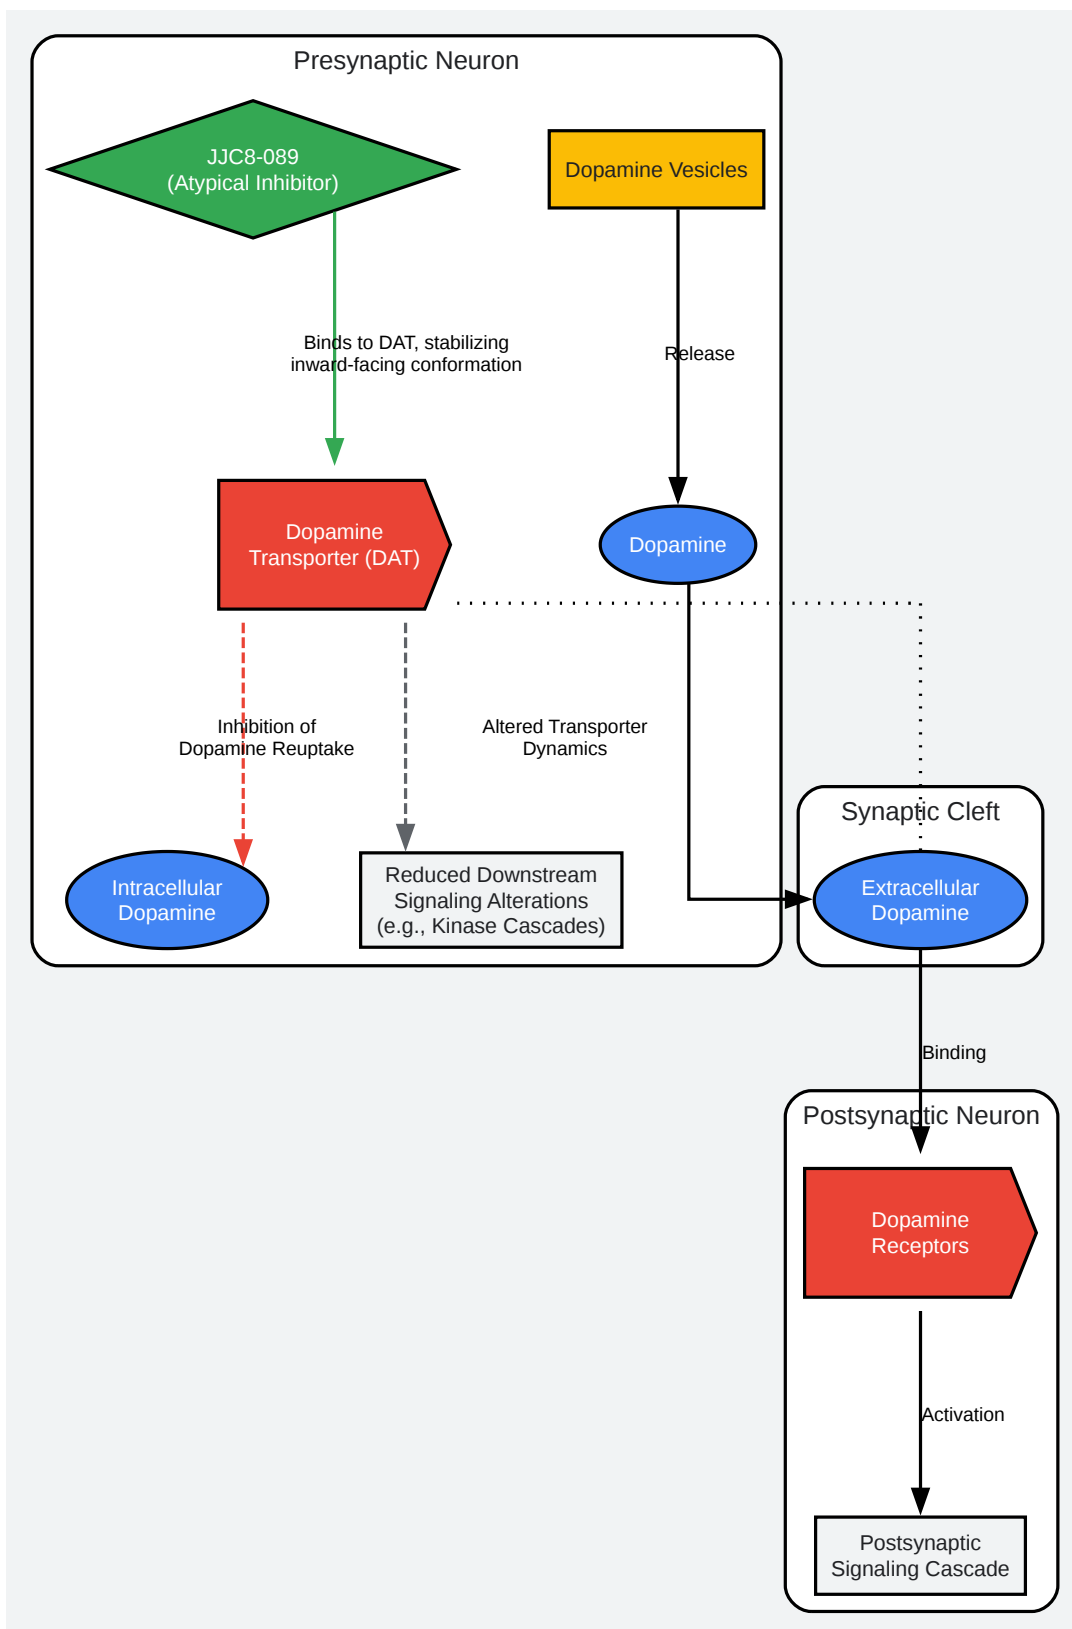 Presynaptic Neuron
JJC8-089
(Atypical Inhibitor)
Dopamine Vesicles
Binds to DAT, stabilizing
inward-facing conformation
Release
Dopamine
Transporter (DAT)
Dopamine
Inhibition of
Dopamine Reuptake
Altered Transporter
Dynamics
Synaptic Cleft
Intracellular
Dopamine
Reduced Downstream
Signaling Alterations
(e.g., Kinase Cascades)
Extracellular
Dopamine
Binding
Postsynaptic Neuron
Dopamine
Receptors
Activation
Postsynaptic
Signaling Cascade